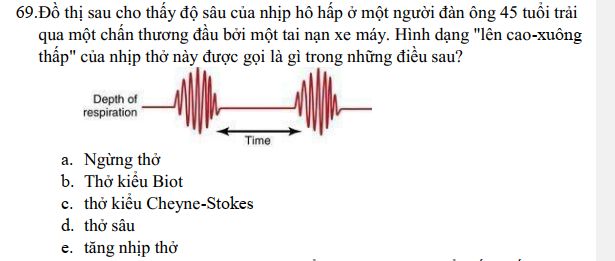 69.Đồ thị sau cho thấy độ sâu của nhịp hô hấp ở một người đàn ông 45 tuổi trải
qua một chấn thương đầu bởi một tai nạn xe máy. Hình dạng "lên cao-xuông
thấp" của nhịp thở này được gọi là gì trong những điều sau?
Depth of
respiration
Time
a. Ngừng thở
b. Thở kiểu Biot
c. thở kiểu Cheyne-Stokes
d. thở sâu
e. tăng nhịp thở